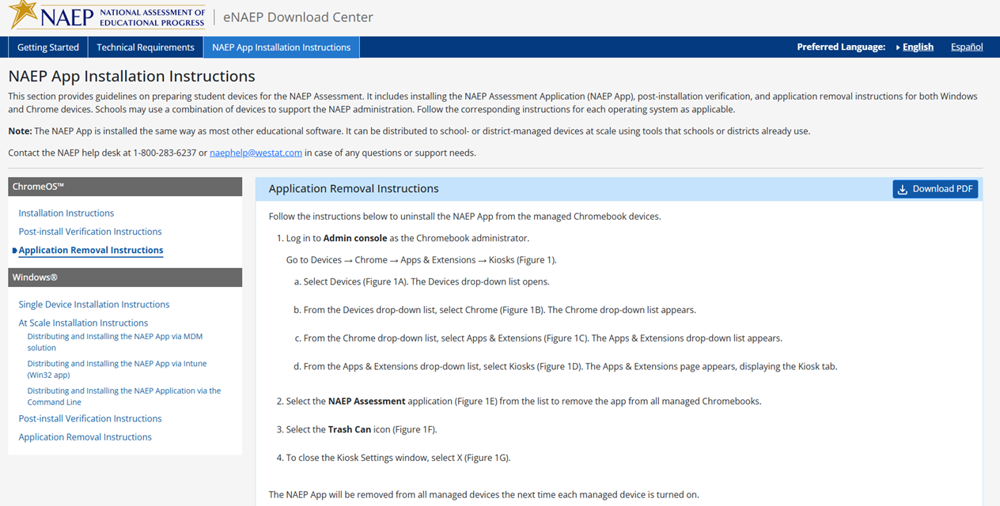 NAEP NATIONAL ASSESSMENT OF
EDUCATIONAL PROGRESS
eNAEP Download Center
Getting Started
Technical Requirements
NAEP App Installation Instructions
Preferred Language:
English
Español
NAEP App Installation Instructions
This section provides guidelines on preparing student devices for the NAEP Assessment. It includes installing the NAEP Assessment Application (NAEP App), post-installation verification, and application removal instructions for both Windows
and Chrome devices. Schools may use a combination of devices to support the NAEP administration. Follow the corresponding instructions for each operating system as applicable.
Note: The NAEP App is installed the same way as most other educational software. It can be distributed to school- or district-managed devices at scale using tools that schools or districts already use.
Contact the NAEP help desk at 1-800-283-6237 or naephelp@westat.com in case of any questions or support needs.
ChromeOS™
Installation Instructions
Post-install Verification Instructions
Application Removal Instructions
Windows®
Single Device Installation Instructions
At Scale Installation Instructions
Distributing and Installing the NAEP App via MDM
solution
Distributing and Installing the NAEP App via Intune
(Win32 app)
Distributing and Installing the NAEP Application via the
Command Line
Post-install Verification Instructions
Application Removal Instructions
Application Removal Instructions
Download PDF
Follow the instructions below to uninstall the NAEP App from the managed Chromebook devices.
1. Log in to Admin console as the Chromebook administrator.
Go to Devices → Chrome → Apps & Extensions → Kiosks (Figure 1).
a. Select Devices (Figure 1A). The Devices drop-down list opens.
b. From the Devices drop-down list, select Chrome (Figure 1B). The Chrome drop-down list appears.
c. From the Chrome drop-down list, select Apps & Extensions (Figure 1C). The Apps & Extensions drop-down list appears.
d. From the Apps & Extensions drop-down list, select Kiosks (Figure 1D). The Apps & Extensions page appears, displaying the Kiosk tab.
2. Select the NAEP Assessment application (Figure 1E) from the list to remove the app from all managed Chromebooks.
3. Select the Trash Can icon (Figure 1F).
4. To close the Kiosk Settings window, select X (Figure 1G).
The NAEP App will be removed from all managed devices the next time each managed device is turned on.